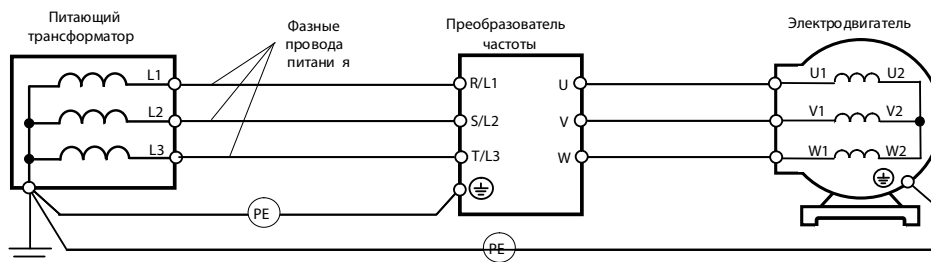 Питающий
трансформатор
Фазные
провода
питани я
Преобразователь
частоты
Электродвигатель
L1
L2
L3
R/L1
S/L2
T/L3
U
V
W
U1 U2
V1 V2
W1 W2
PE
PE